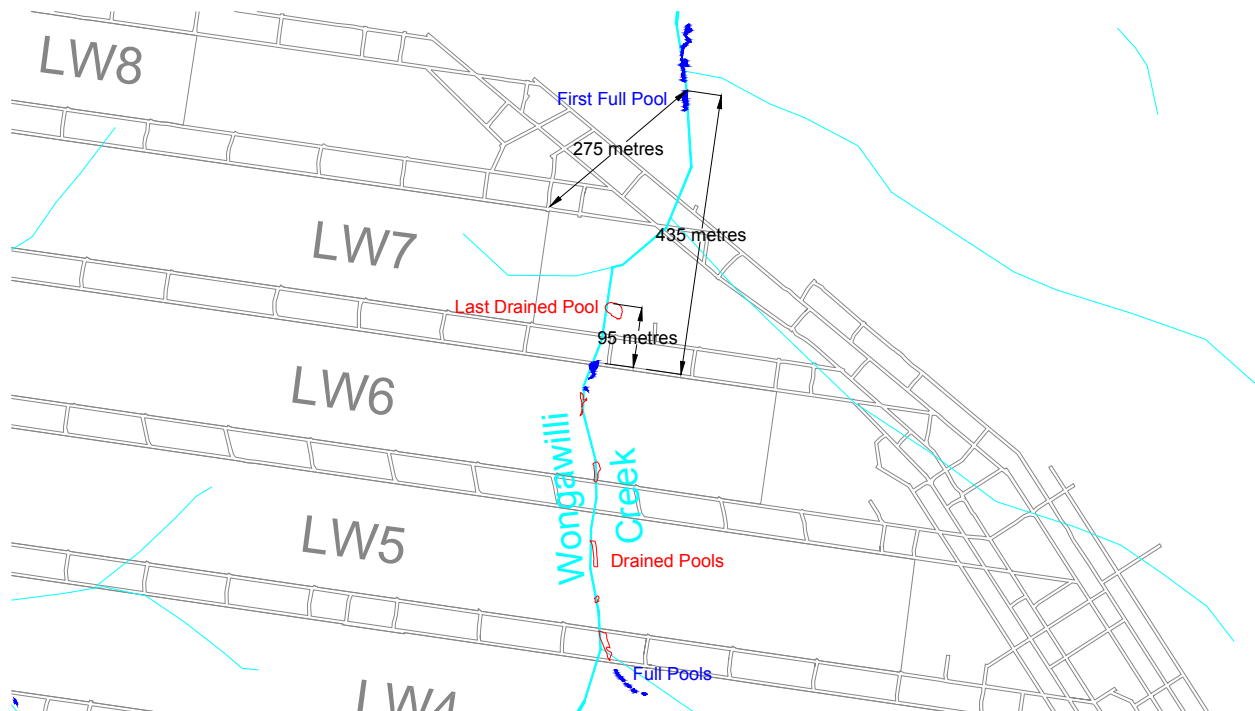 LW8
First Full Pool
275 metres
LW7
435 metres
Last Drained Pool
95 metres
LW6
Wongawilli
Creek
LW5
Drained Pools
Full Pools
LW4